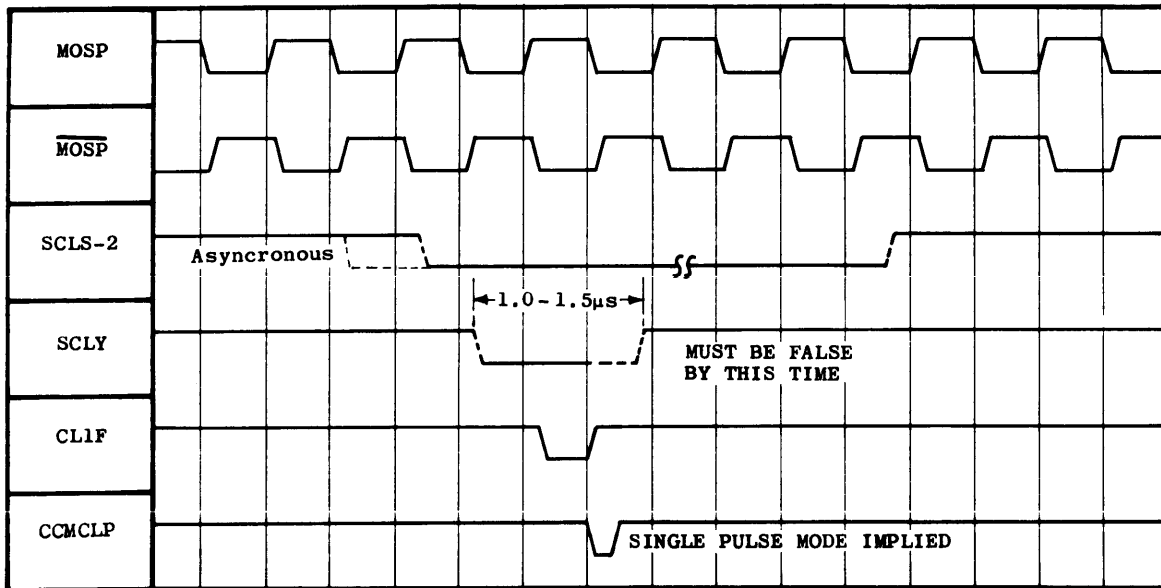 MOSP
MOSP
SCLS-2
Asyncronous
1.0-1.5μs
SCLY
MUST BE FALSE
BY THIS TIME
CL1F
CCMCLP
SINGLE PULSE MODE IMPLIED